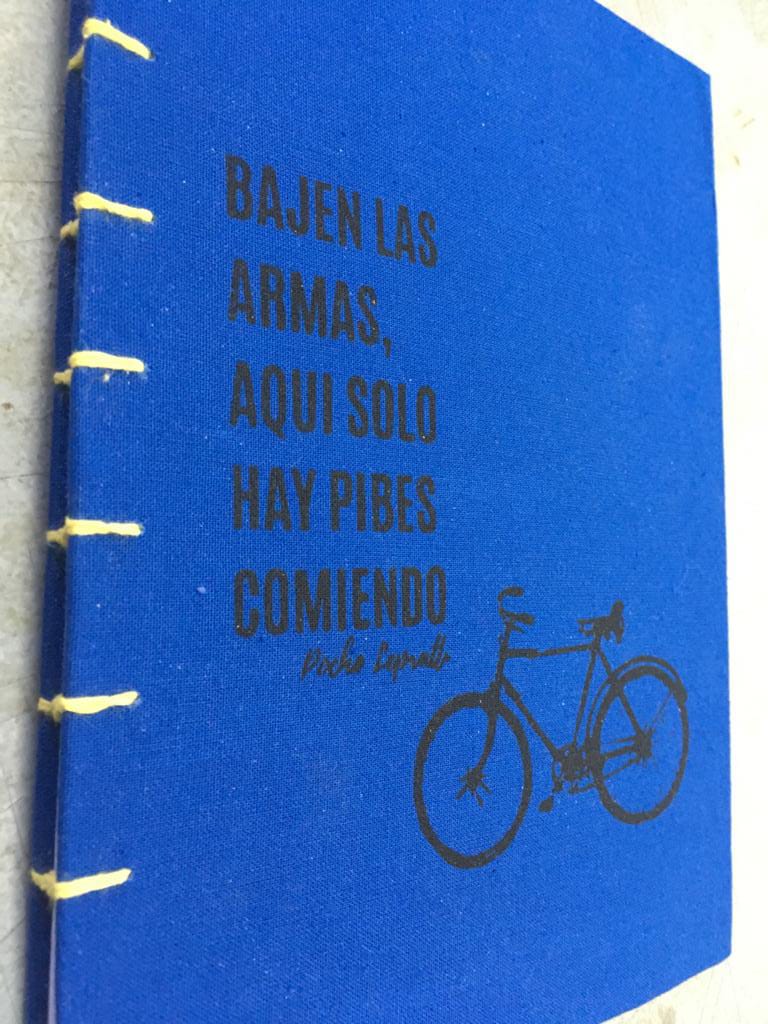 BAJEN LAS
ARMAS,
AQUI SOLO
HAY PIBES
COMIENDO
Pocho Lepratti